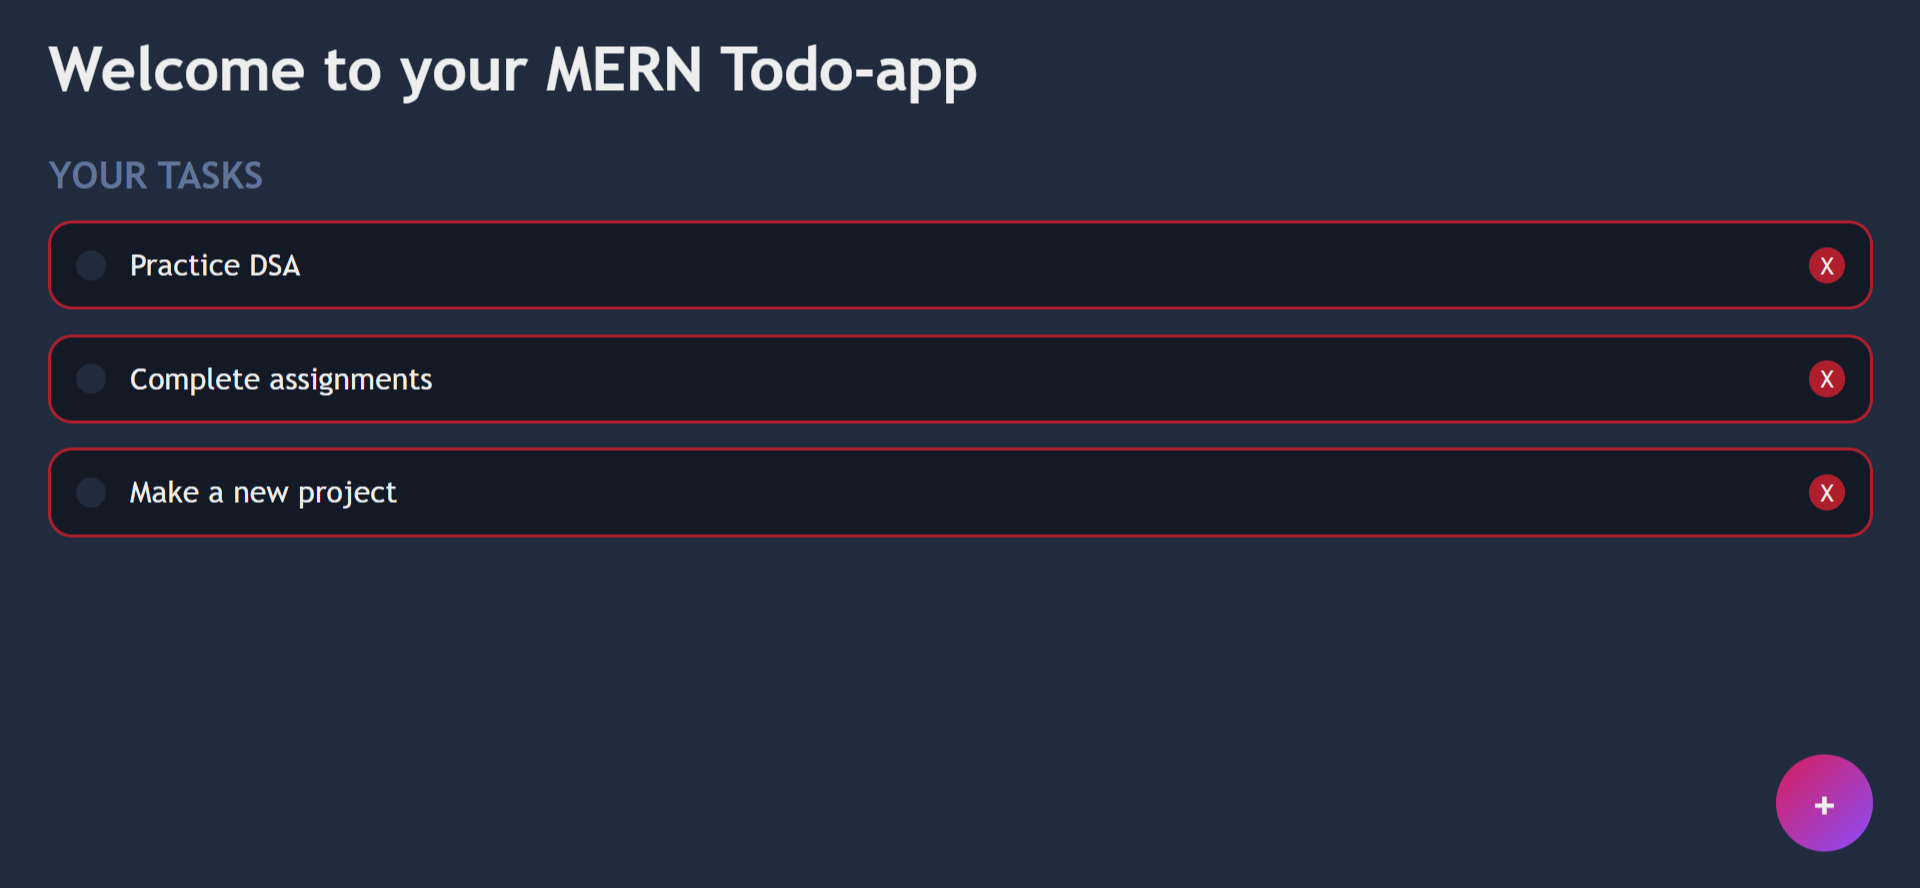 Welcome to your MERN Todo-app
YOUR TASKS
Practice DSA X
Complete assignments X
Make a new project X
+